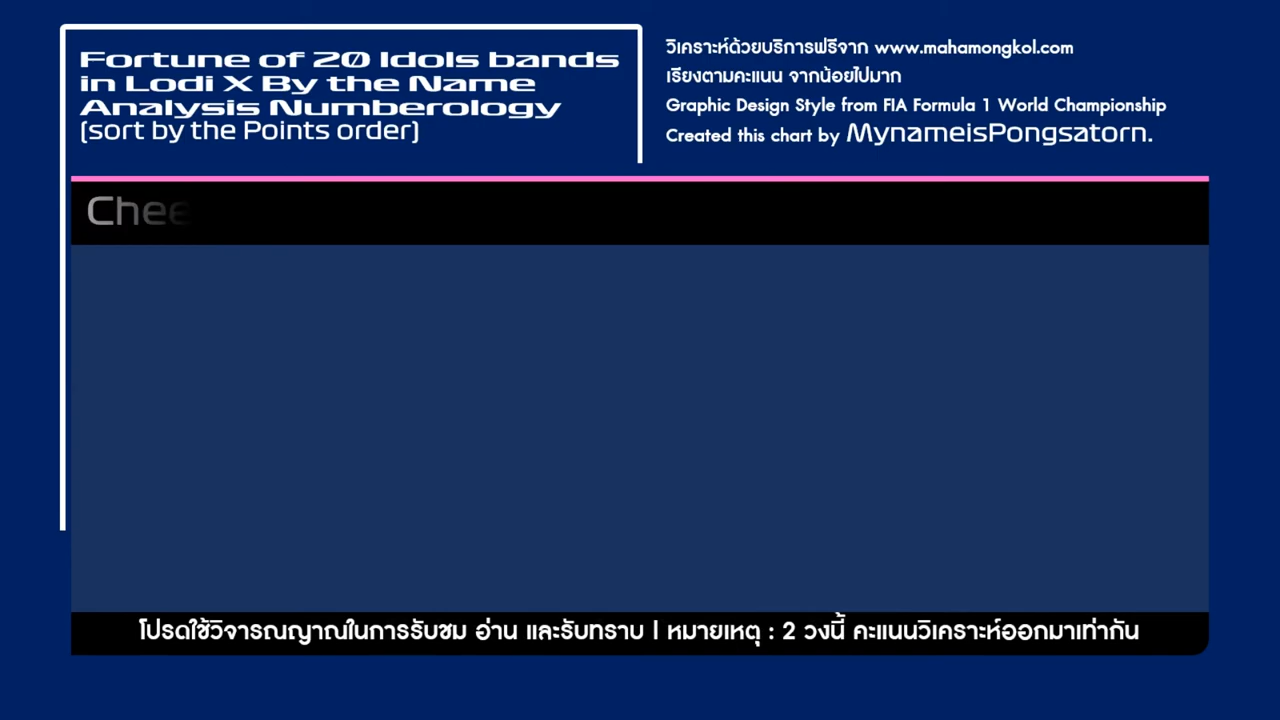 Fortune of 20 Idols bands
in Lodi X By the Name
Analysis Numberology
(sort by the Points order)
วิเคราะห์ด้วยบริการฟรีจาก www.mahamongkol.com
เรียงตามคะแนน จากน้อยไปมาก
Graphic Design Style from FIA Formula 1 World Championship
Created this chart by MynameisPongsatorn.
Chee
โปรดใช้วิจารณญาณในการรับชม อ่าน และรับทราบ | หมายเหตุ : 2 วงนี้ คะแนนวิเคราะห์ออกมาเท่ากัน